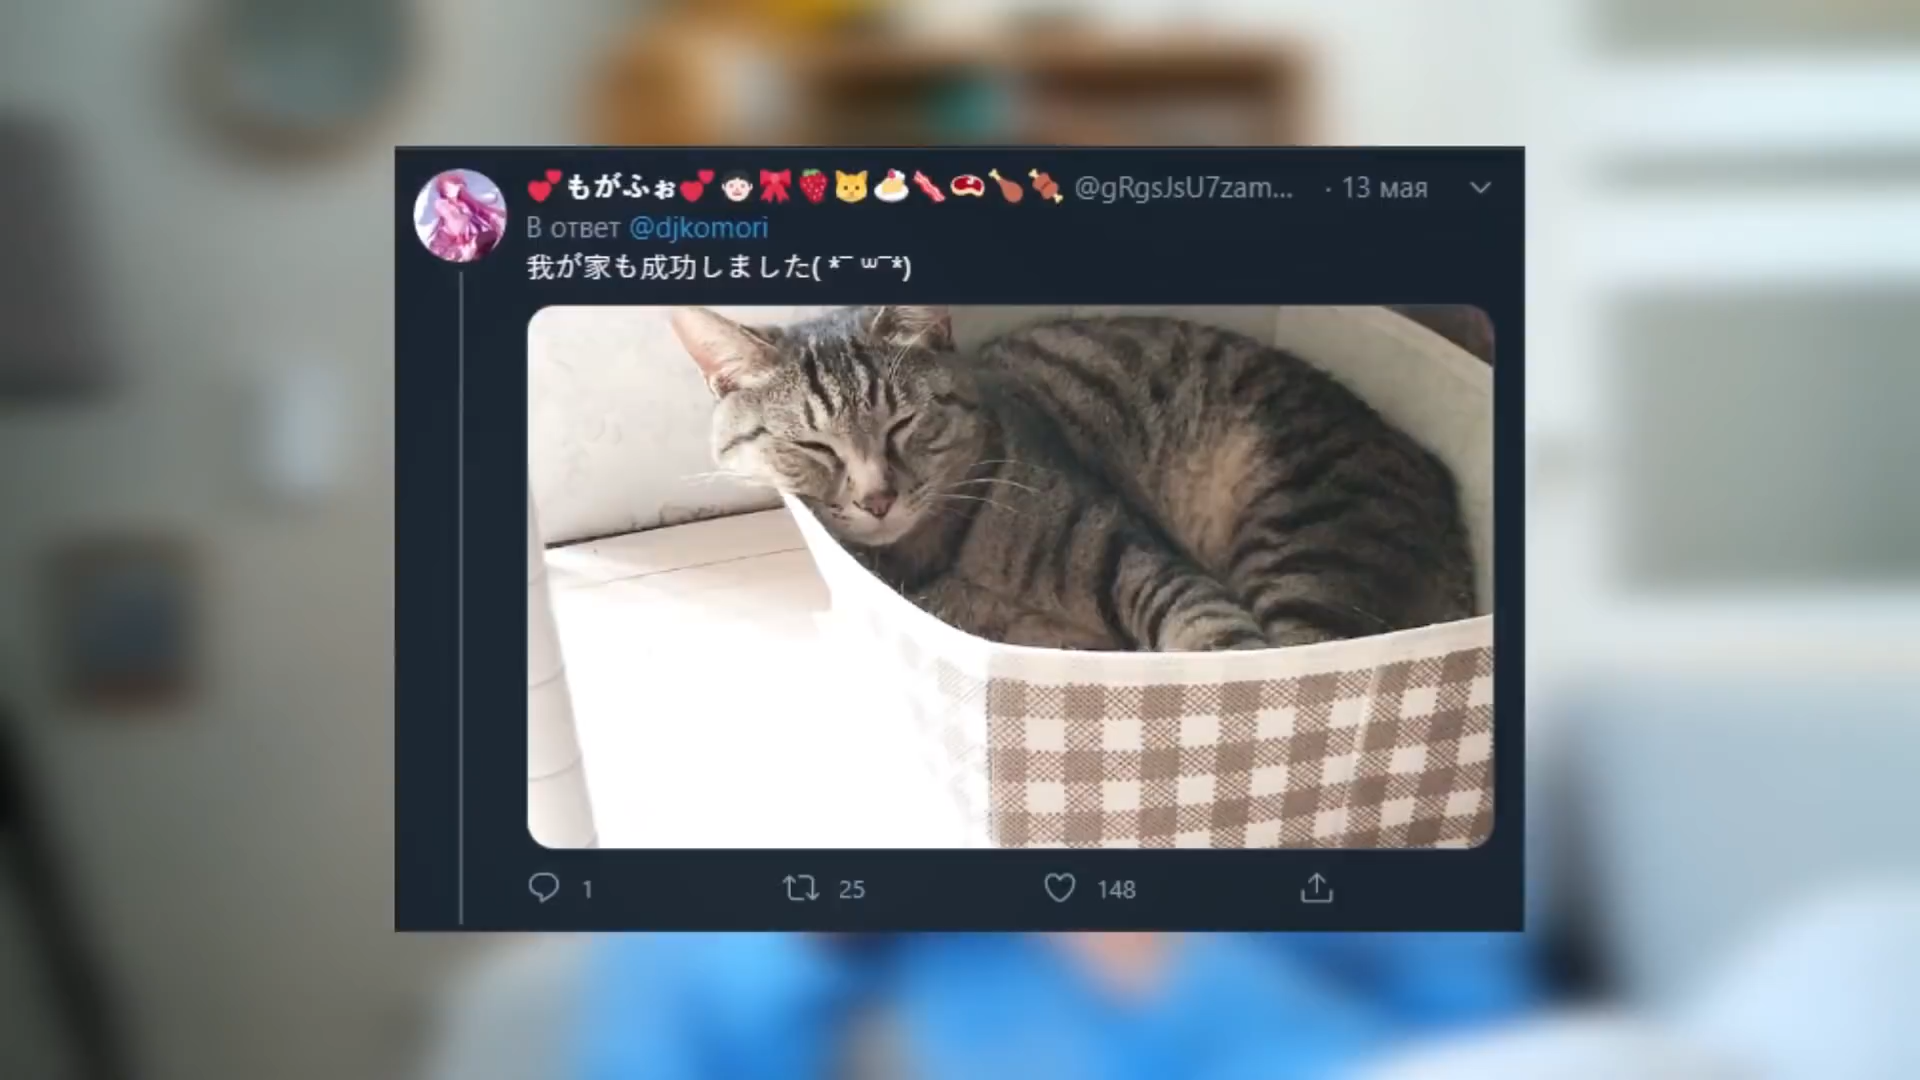 💕もがふぉ💕👨🏻🎀🍓🐱🍰🥓🥩🍗🍖 @gRgsJsU7zam... · 13 мая
В ответ @djkomori
我が家も成功しました( *¯ ꒳¯*)
1 25 148